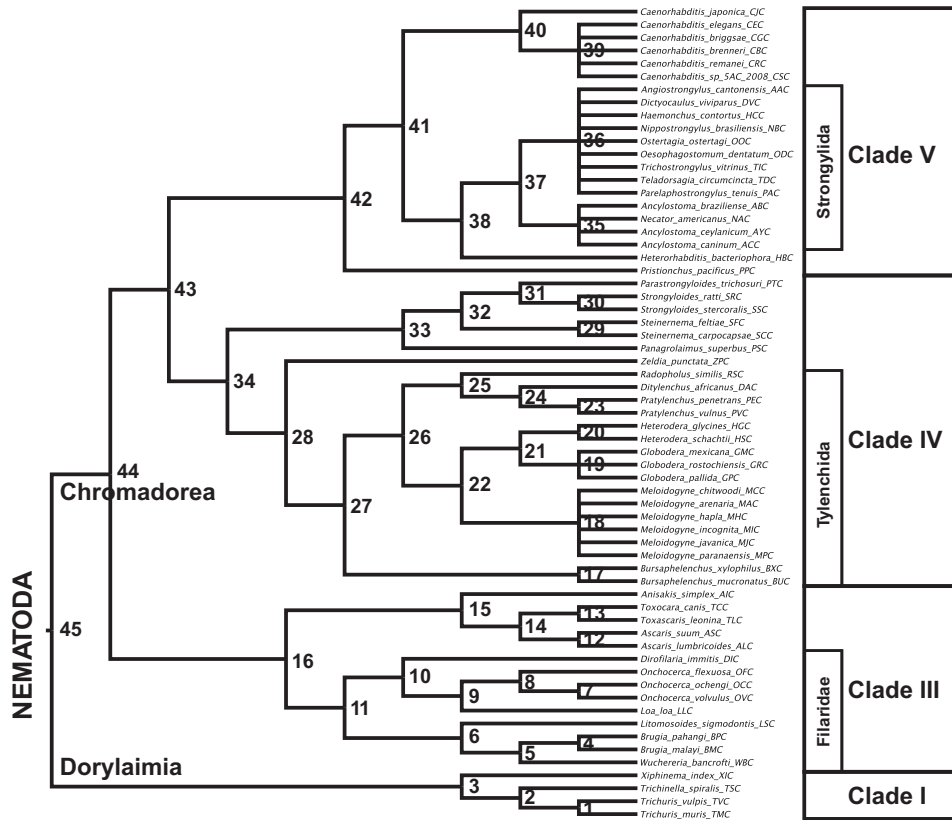 Caenorhabditis_japonica_CJC
40
Caenorhabditis_elegans_CEC
Caenorhabditis_briggsae_CGC
39
Caenorhabditis_brenneri_CBC
Caenorhabditis_remanei_CRC
Caenorhabditis_sp_5AC_2008_CSC
Angiostrongylus_cantonensis_AAC
Dictyocaulus_viviparus_DVC
Haemonchus_contortus_HCC
41
Nippostrongylus_brasiliensis_NBC
36
Ostertagia_ostertagi_OOC
Oesophagostomum_dentatum_ODC
Clade V
Trichostrongylus_vitrinus_TIC
37
Teladorsagia_circumcincta_TDC
Strongylida
Parelaphostrongylus_tenuis_PAC
42
Ancylostoma_braziliense_ABC
38
Necator_americanus_NAC
35
Ancylostoma_ceylanicum_AYC
Ancylostoma_caninum_ACC
Heterorhabditis_bacteriophora_HBC
Pristionchus_pacificus_PPC
43
Parastrongyloides_trichosuri_PTC
31
Strongyloides_ratti_SRC
30
32
Strongyloides_stercoralis_SSC
33
Steinernema_feltiae_SFC
29
Steinernema_carpocapsae_SCC
Panagrolaimus_superbus_PSC
Zeldia_punctata_ZPC
34
Radopholus_similis_RSC
25
Ditylenchus_africanus_DAC
24
Pratylenchus_penetrans_PEC
23
Pratylenchus_vulnus_PVC
28
26
Heterodera_glycines_HGC
20
Heterodera_schachtii_HSC
Clade IV
21
Globodera_mexicana_GMC
19
Globodera_rostochiensis_GRC
Globodera_pallida_GPC
44
22
Chromadorea
Meloidogyne_chitwoodi_MCC
27
Meloidogyne_arenaria_MAC
Tylenchida
Meloidogyne_hapla_MHC
18
Meloidogyne_incognita_MIC
Meloidogyne_javanica_MJC
Meloidogyne_paranaensis_MPC
Bursaphelenchus_xylophilus_BXC
17
Bursaphelenchus_mucronatus_BUC
NEMATODA
45
Anisakis_simplex_AIC
15
Toxocara_canis_TCC
13
Toxascaris_leonina_TLC
14
Ascaris_suum_ASC
12
Ascaris_lumbricoides_ALC
16
Dirofilaria_immitis_DIC
10
Onchocerca_flexuosa_OFC
8
Onchocerca_ochengi_OCC
7
9
Onchocerca_volvulus_OVC
Clade III
11
Loa_loa_LLC
Filaridae
Litomosoides_sigmodontis_LSC
6
Brugia_pahangi_BPC
4
Brugia_malayi_BMC
5
Wuchereria_bancrofti_WBC
Dorylaimia
Xiphinema_index_XIC
3
Trichinella_spiralis_TSC
2
Clade I
Trichuris_vulpis_TVC
1
Trichuris_muris_TMC